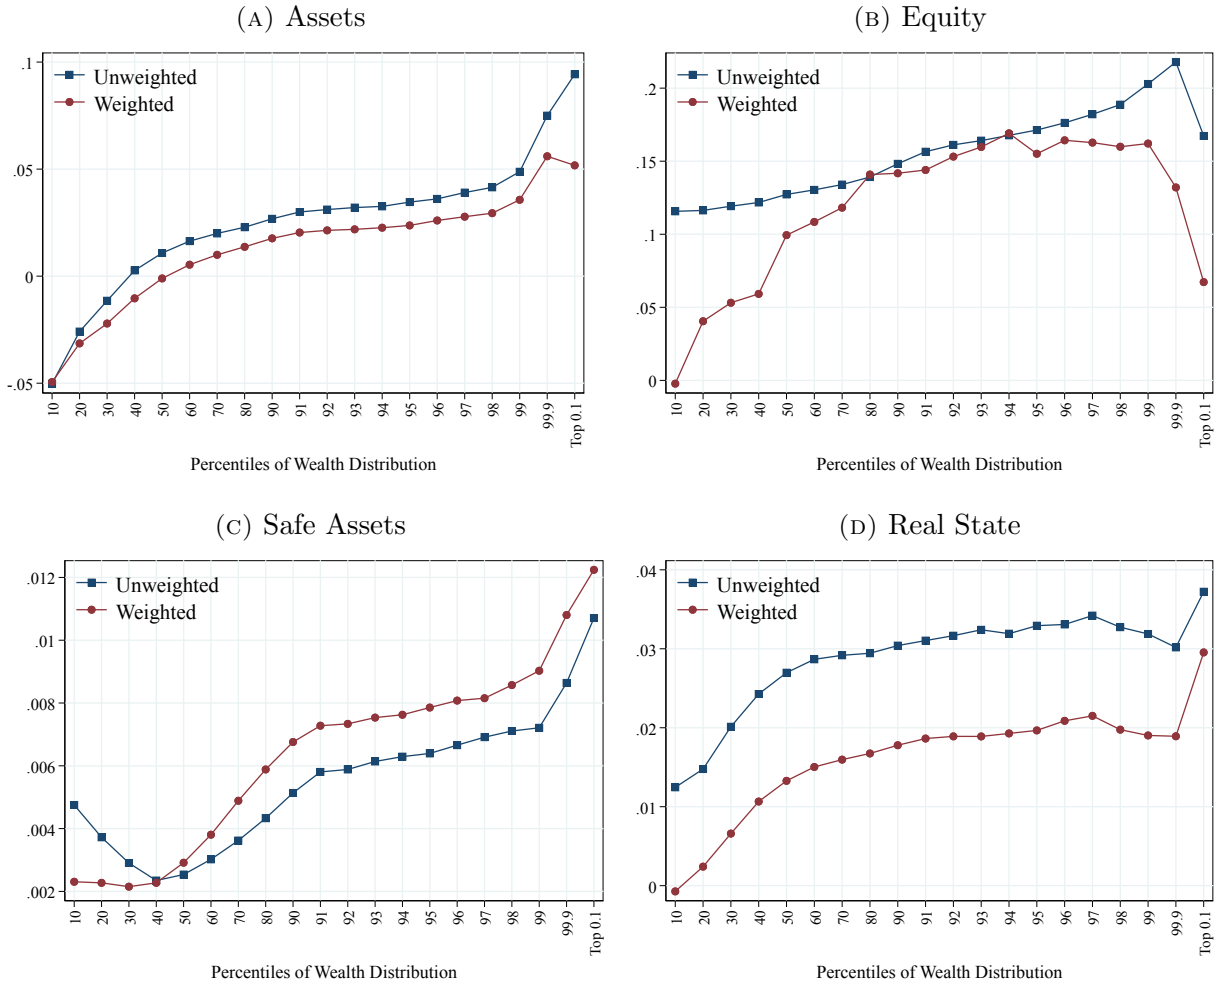 (A) Assets
.1
.05
0
-.05
Unweighted
Weighted
10 20 30 40 50 60 70 80 90 91 92 93 94 95 96 97 98 99 99.9 Top 0.1
Percentiles of Wealth Distribution
(B) Equity
.2
.15
.1
.05
0
Unweighted
Weighted
10 20 30 40 50 60 70 80 90 91 92 93 94 95 96 97 98 99 99.9 Top 0.1
Percentiles of Wealth Distribution
(C) Safe Assets
.012
.01
.008
.006
.004
.002
Unweighted
Weighted
10 20 30 40 50 60 70 80 90 91 92 93 94 95 96 97 98 99 99.9 Top 0.1
Percentiles of Wealth Distribution
(D) Real State
.04
.03
.02
.01
0
Unweighted
Weighted
10 20 30 40 50 60 70 80 90 91 92 93 94 95 96 97 98 99 99.9 Top 0.1
Percentiles of Wealth Distribution